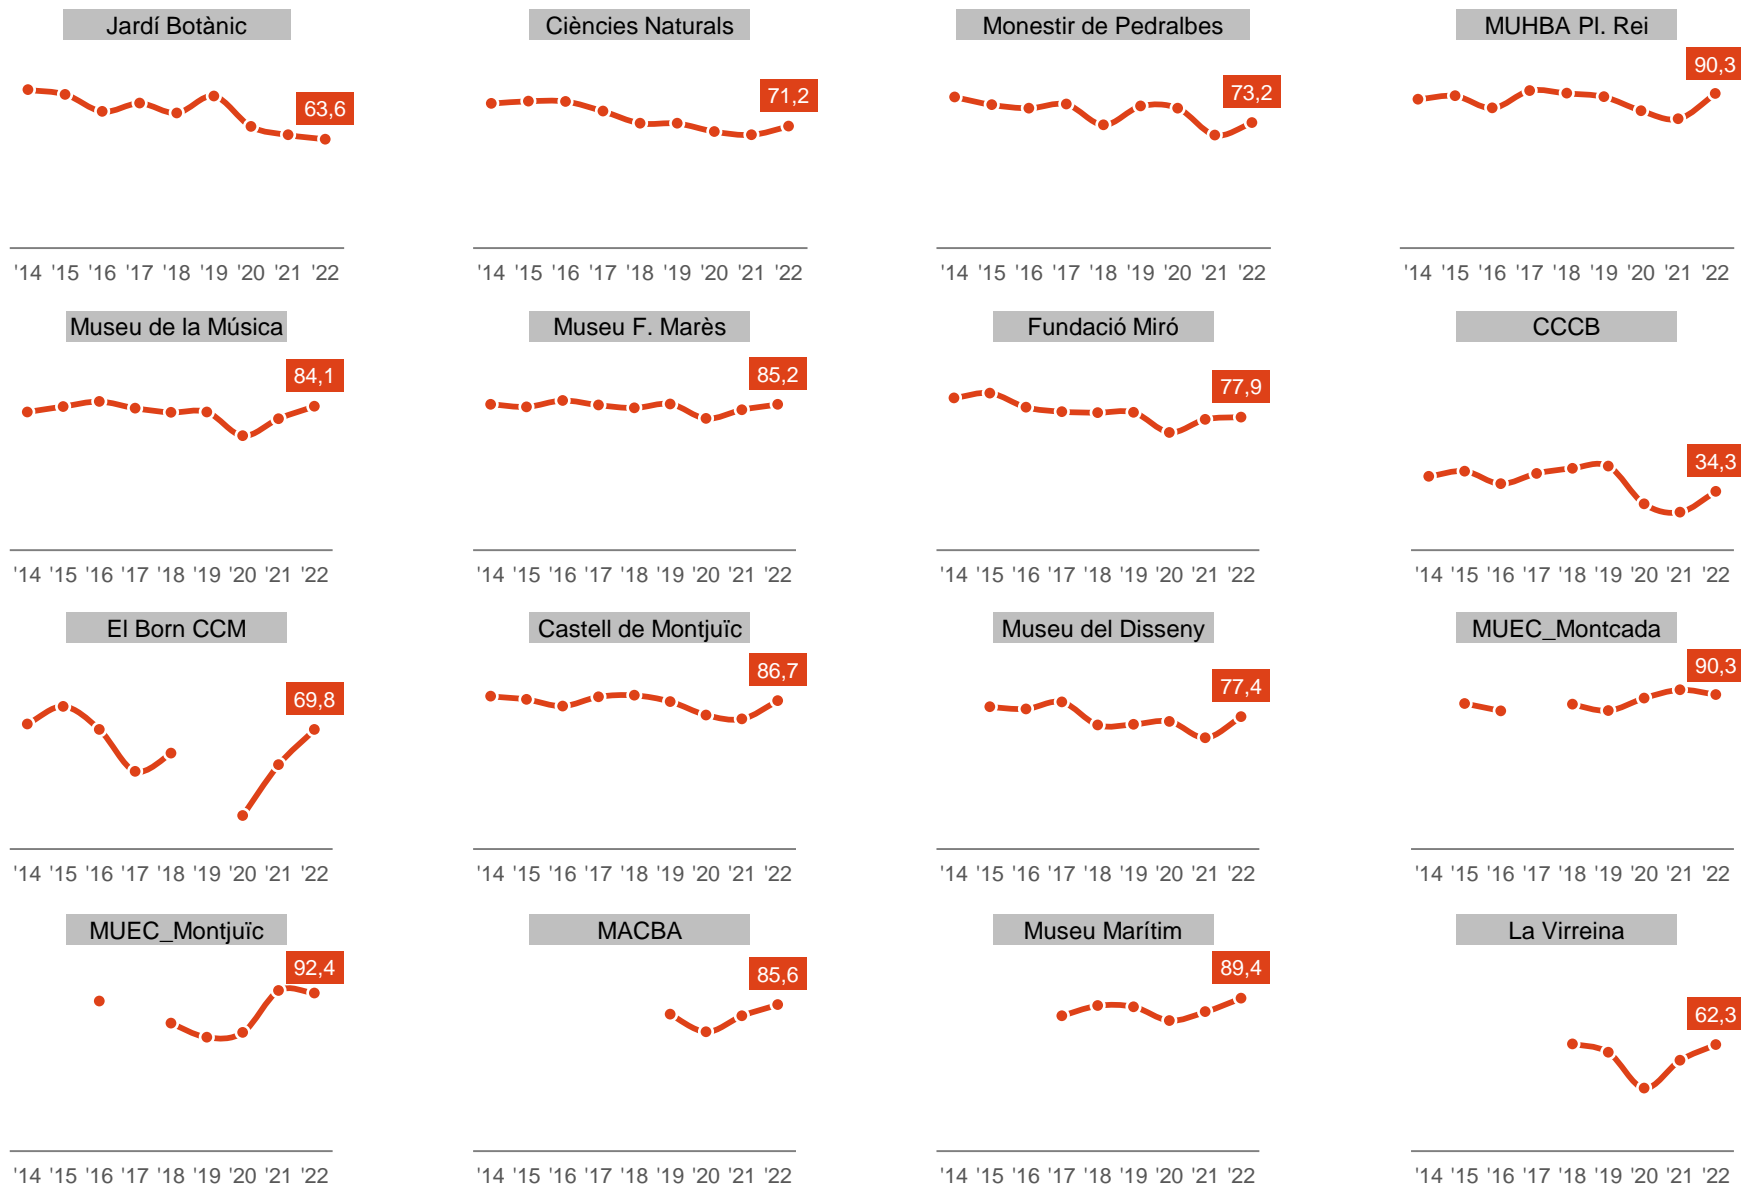 Jardí Botànic
63,6
'14 '15 '16 '17 '18 '19 '20 '21 '22
Ciències Naturals
71,2
'14 '15 '16 '17 '18 '19 '20 '21 '22
Monestir de Pedralbes
73,2
'14 '15 '16 '17 '18 '19 '20 '21 '22
MUHBA Pl. Rei
90,3
'14 '15 '16 '17 '18 '19 '20 '21 '22
Museu de la Música
84,1
'14 '15 '16 '17 '18 '19 '20 '21 '22
Museu F. Marès
85,2
'14 '15 '16 '17 '18 '19 '20 '21 '22
Fundació Miró
77,9
'14 '15 '16 '17 '18 '19 '20 '21 '22
CCCB
34,3
'14 '15 '16 '17 '18 '19 '20 '21 '22
El Born CCM
69,8
'14 '15 '16 '17 '18 '19 '20 '21 '22
Castell de Montjuïc
86,7
'14 '15 '16 '17 '18 '19 '20 '21 '22
Museu del Disseny
77,4
'14 '15 '16 '17 '18 '19 '20 '21 '22
MUEC_Montcada
90,3
'14 '15 '16 '17 '18 '19 '20 '21 '22
MUEC_Montjuïc
92,4
'14 '15 '16 '17 '18 '19 '20 '21 '22
MACBA
85,6
'14 '15 '16 '17 '18 '19 '20 '21 '22
Museu Marítim
89,4
'14 '15 '16 '17 '18 '19 '20 '21 '22
La Virreina
62,3
'14 '15 '16 '17 '18 '19 '20 '21 '22